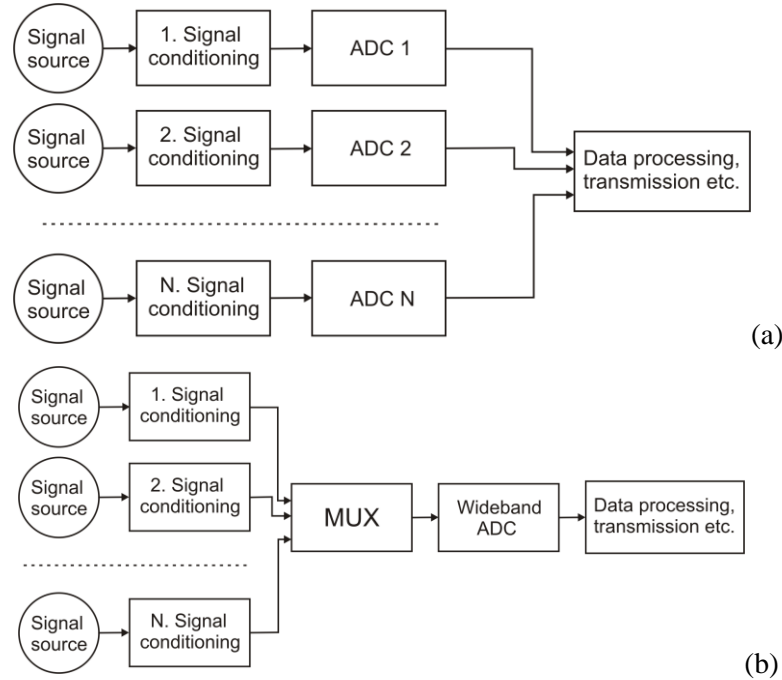 Signal
source
1. Signal
conditioning
ADC 1
Signal
source
2. Signal
conditioning
ADC 2
Data processing,
transmission etc.
Signal
source
N. Signal
conditioning
ADC N
(a)
Signal
source
1. Signal
conditioning
Signal
source
2. Signal
conditioning
MUX
Wideband
ADC
Data processing,
transmission etc.
Signal
source
N. Signal
conditioning
(b)